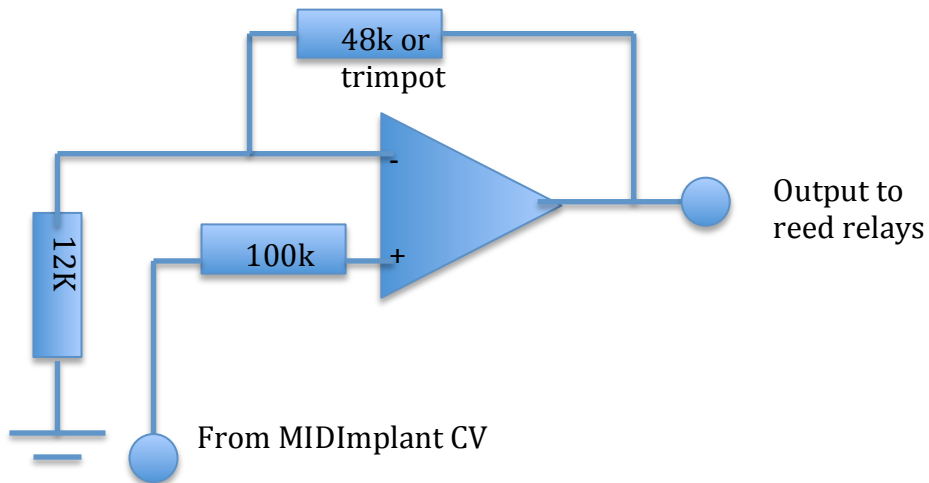 48k or
trimpot
-
12K
100k
+
Output to
reed relays
From MIDImplant CV